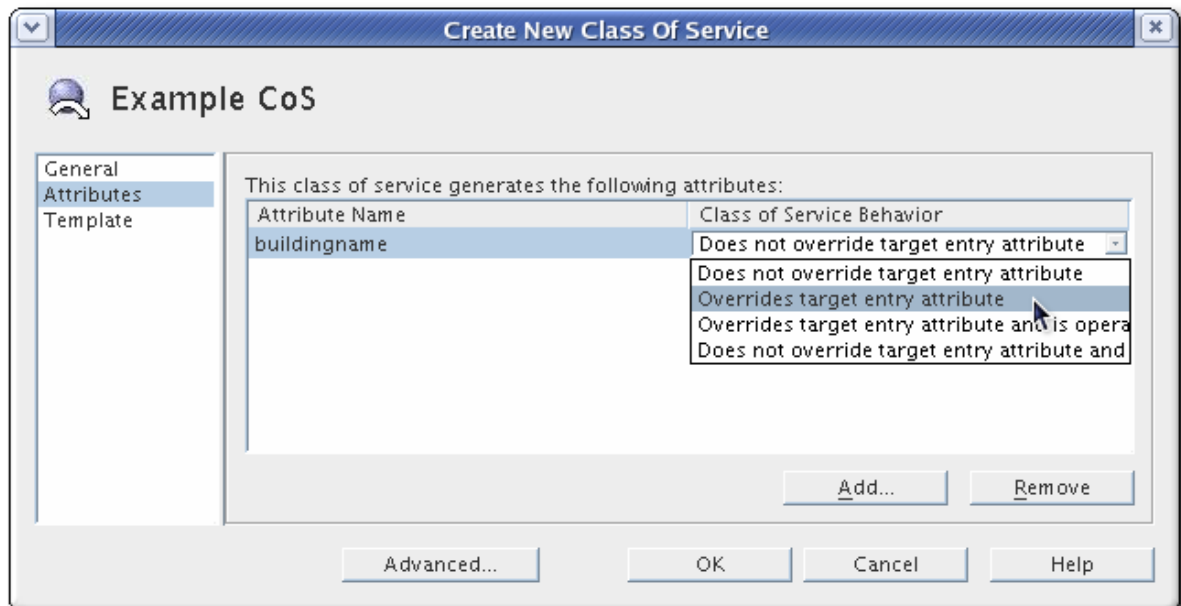 Create New Class Of Service
Example CoS
General
Attributes
Template
This class of service generates the following attributes:
Attribute Name Class of Service Behavior
buildingname Does not override target entry attribute
Does not override target entry attribute
Overrides target entry attribute
Overrides target entry attribute and is opera
Does not override target entry attribute and
Add... Remove
Advanced... OK Cancel Help